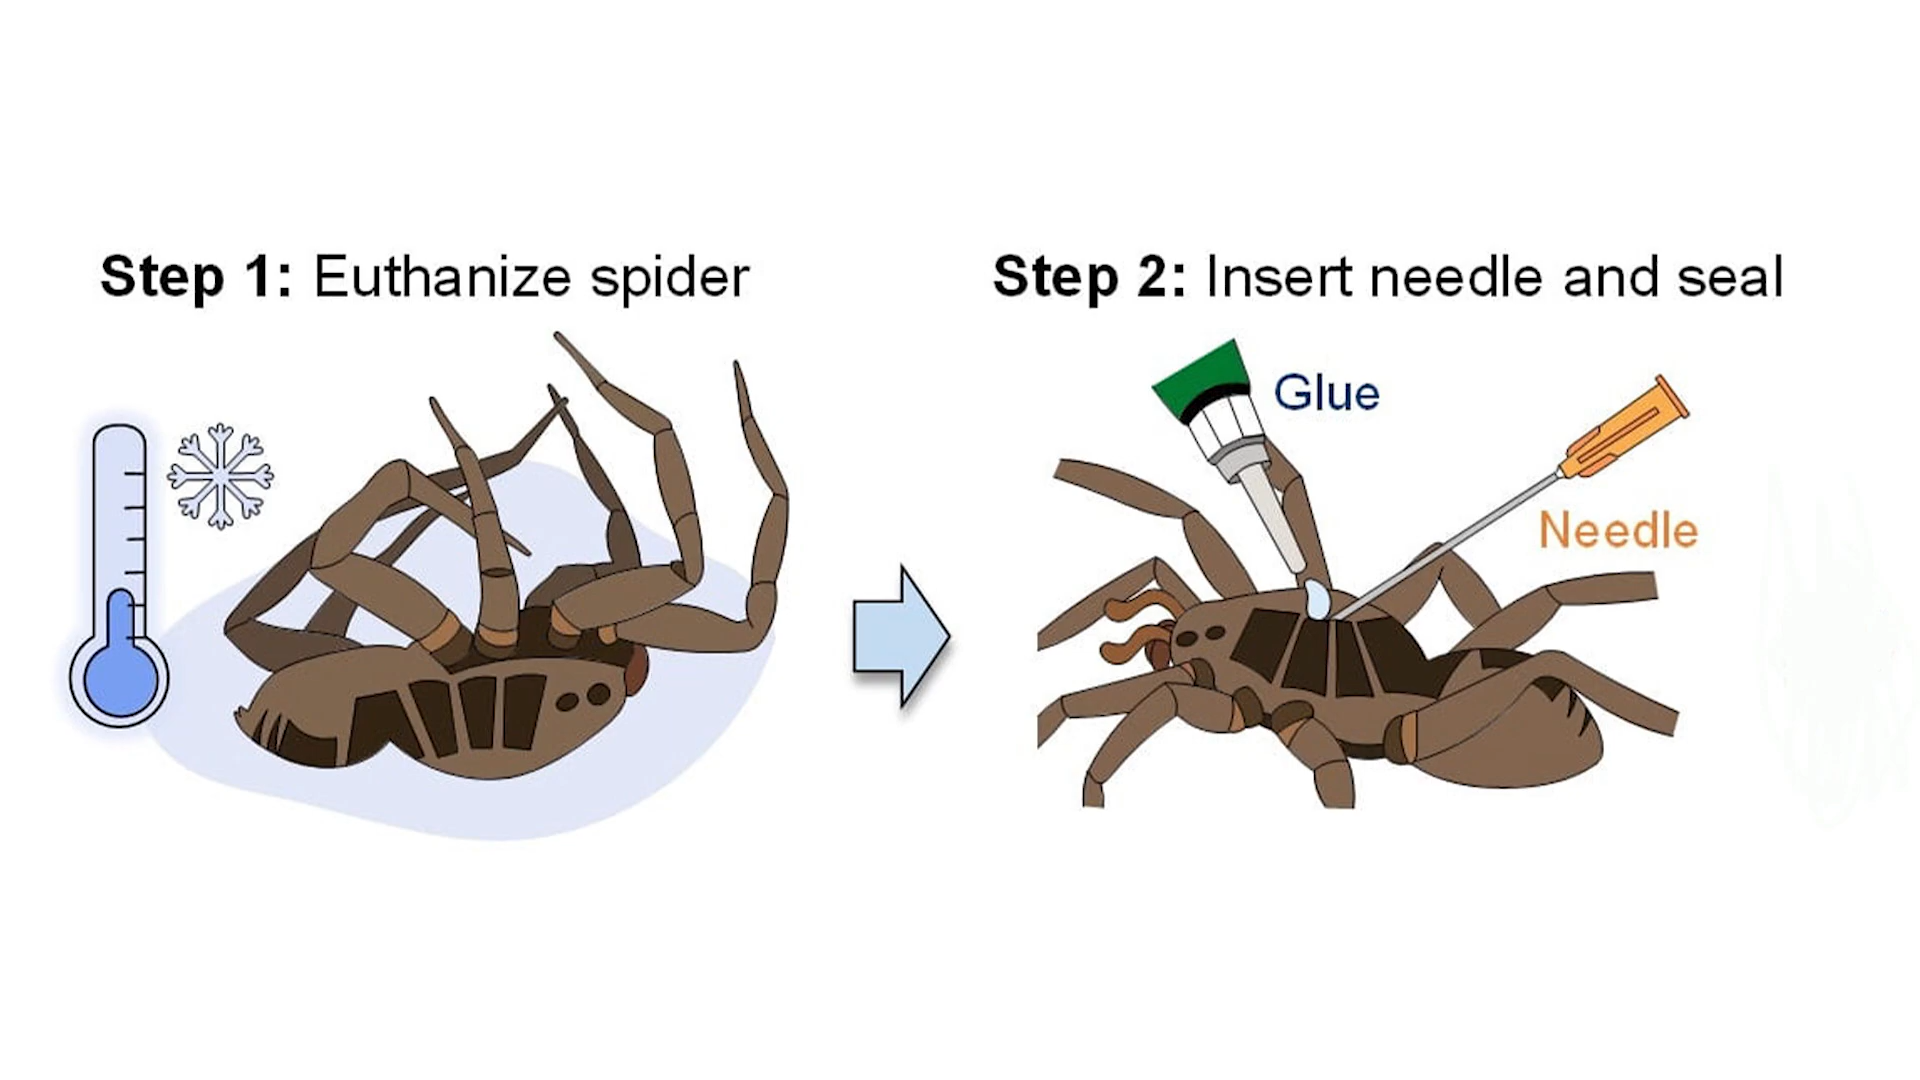 Step 1: Euthanize spider
Step 2: Insert needle and seal
Glue
Needle